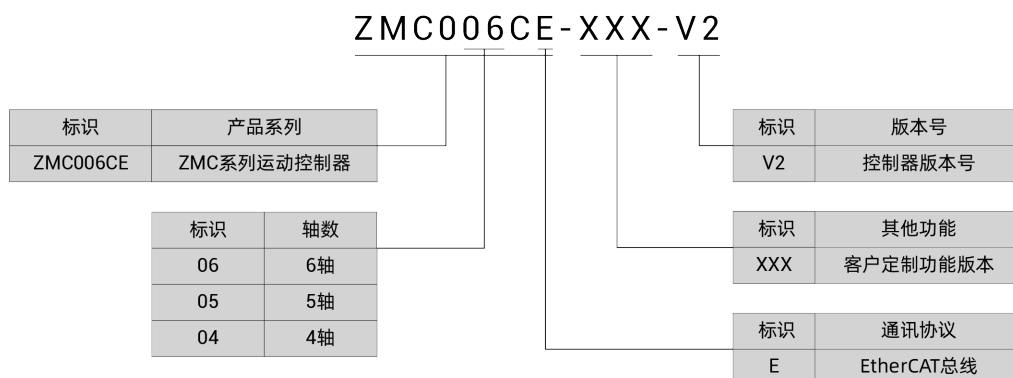 ZMC006CE-XXX-V2
标识 产品系列
ZMC006CE ZMC系列运动控制器
标识 轴数
06 6轴
05 5轴
04 4轴
标识 版本号
V2 控制器版本号
标识 其他功能
XXX 客户定制功能版本
标识 通讯协议
E EtherCAT总线